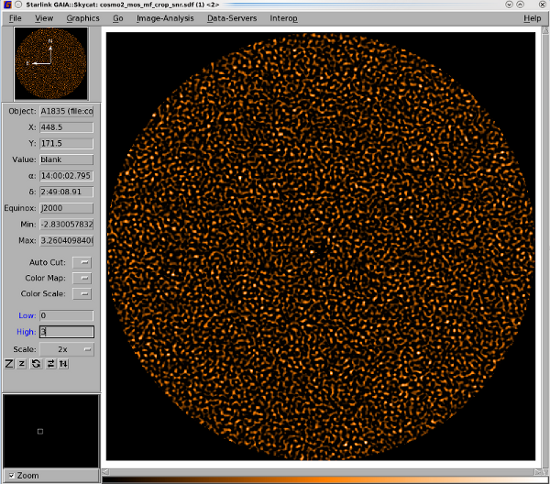 Starlink GAIA::Skycat: cosmo2_mos_mf_crop_snr.sdf (1) <2>
File View Graphics Go Image-Analysis Data-Servers Interop Help
N
E
Object: A1835 (file:co
X: 448.5
Y: 171.5
Value: blank
α: 14:00:02.795
δ: 2:49:08.91
Equinox: J2000
Min: -2.830057832
Max: 3.260409840
Auto Cut:
Color Map:
Color Scale:
Low: 0
High: 3
Scale: 2x
Z z
Zoom